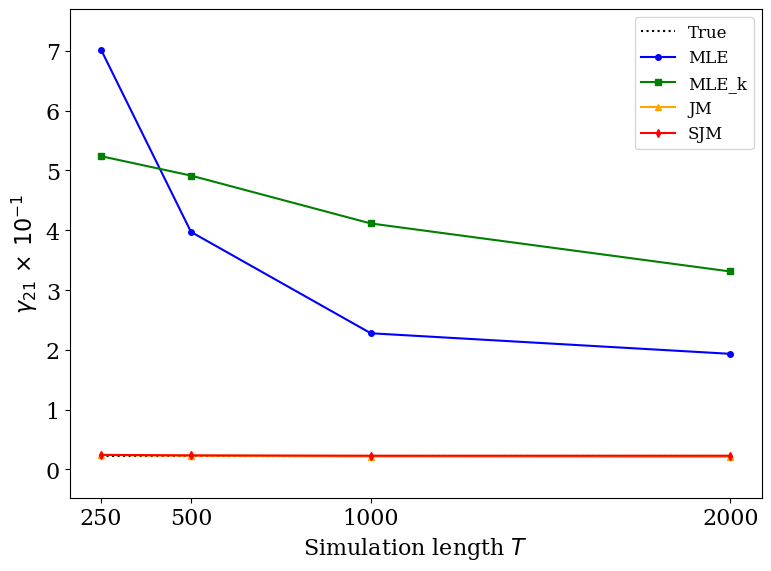 True
MLE
MLE_k
JM
SJM
γ₂₁ × 10⁻¹
7
6
5
4
3
2
1
0
250 500 1000 2000
Simulation length T